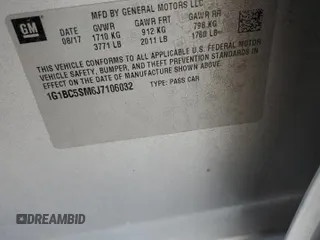 GM
MFD BY GENERAL MOTORS LLC
08/17 GVWR GAWR FRT GAWR RR
1710 KG 912 KG 798 KG
3771 LB 2011 LB 1760 LB
THIS VEHICLE CONFORMS TO ALL APPLICABLE U.S. FEDERAL MOTOR
VEHICLE SAFETY, BUMPER, AND THEFT PREVENTION STANDARDS IN
EFFECT ON THE DATE OF MANUFACTURE SHOWN ABOVE.
1G1BC5SM6J7106032 TYPE: PASS CAR
DREAMBID